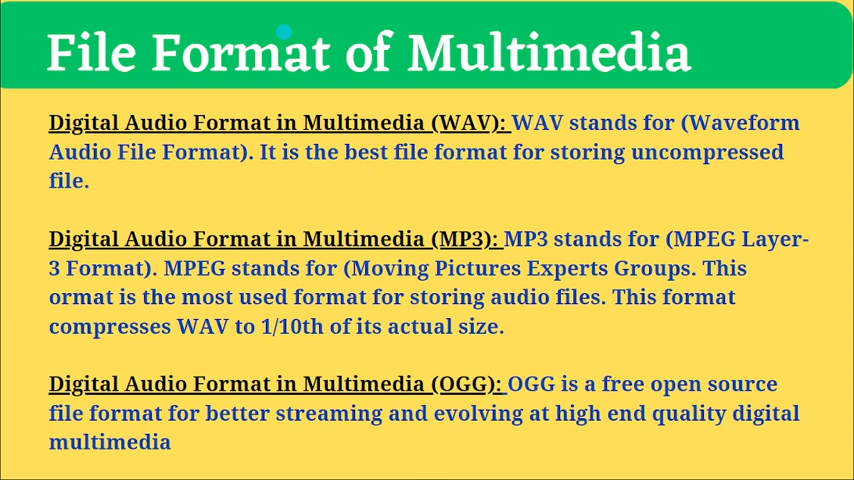 File Format of Multimedia
Digital Audio Format in Multimedia (WAV): WAV stands for (Waveform
Audio File Format). It is the best file format for storing uncompressed
file.
Digital Audio Format in Multimedia (MP3): MP3 stands for (MPEG Layer-
3 Format). MPEG stands for (Moving Pictures Experts Groups. This
ormat is the most used format for storing audio files. This format
compresses WAV to 1/10th of its actual size.
Digital Audio Format in Multimedia (OGG): OGG is a free open source
file format for better streaming and evolving at high end quality digital
multimedia